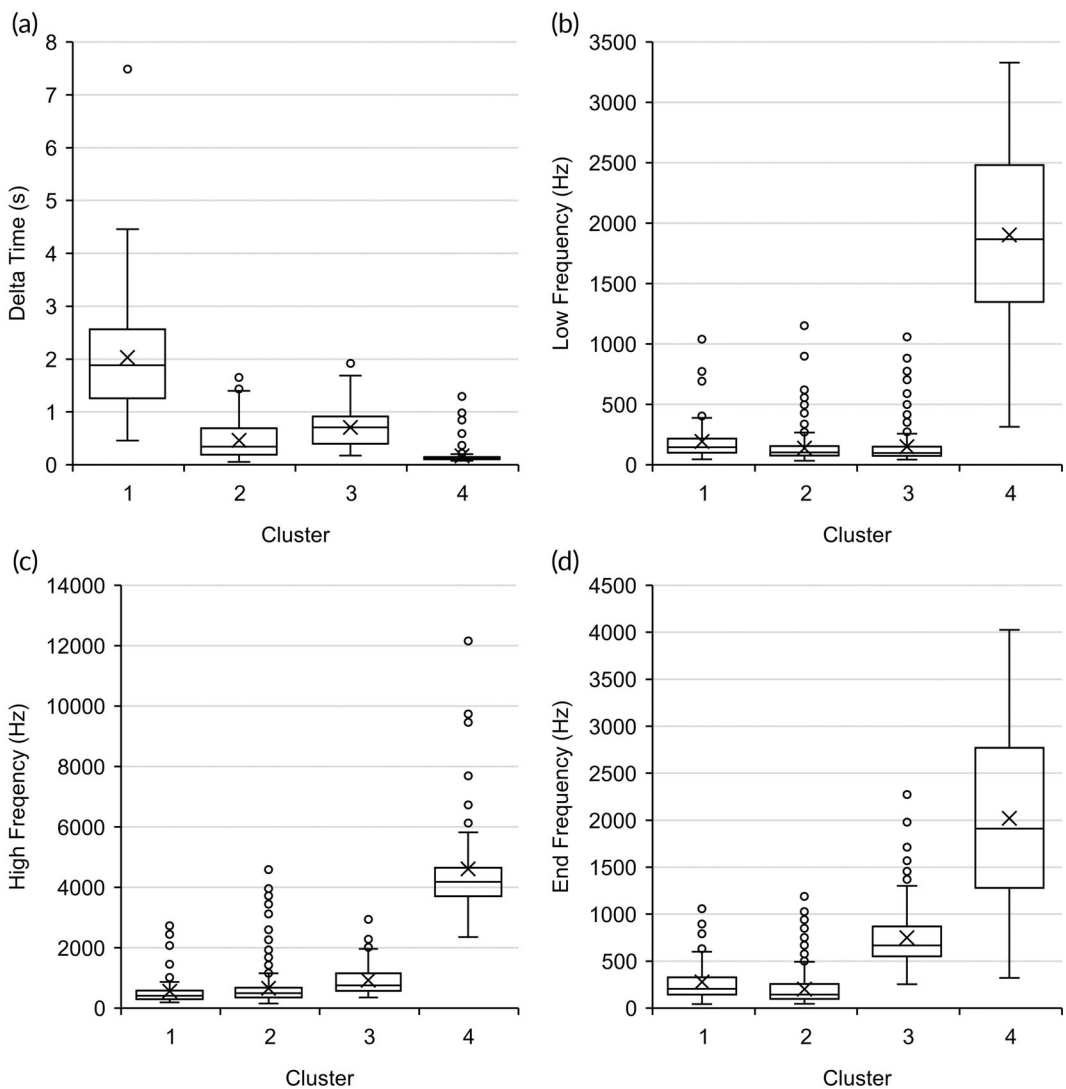 (a)
8
7
6
5
4
3
2
1
0
Delta Time (s)
1 2 3 4
Cluster
(b)
3500
3000
2500
2000
1500
1000
500
0
Low Frequency (Hz)
1 2 3 4
Cluster
(c)
14000
12000
10000
8000
6000
4000
2000
0
High Freqency (Hz)
1 2 3 4
Cluster
(d)
4500
4000
3500
3000
2500
2000
1500
1000
500
0
End Frequency (Hz)
1 2 3 4
Cluster